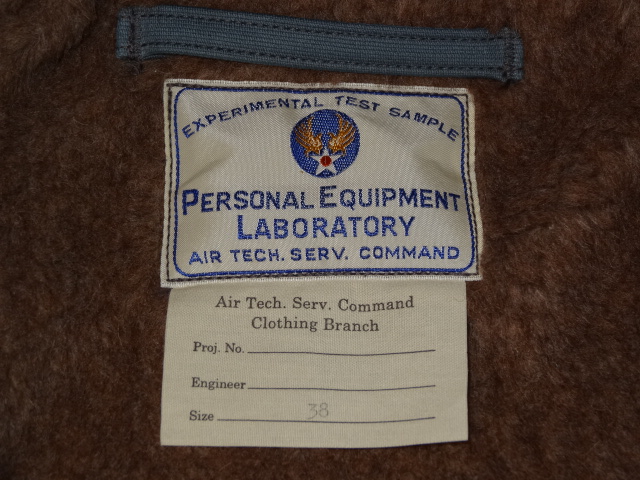 EXPERIMENTAL TEST SAMPLE
PERSONAL EQUIPMENT
LABORATORY
AIR TECH. SERV. COMMAND
Air Tech. Serv. Command
Clothing Branch
Proj. No.
Engineer
Size 38